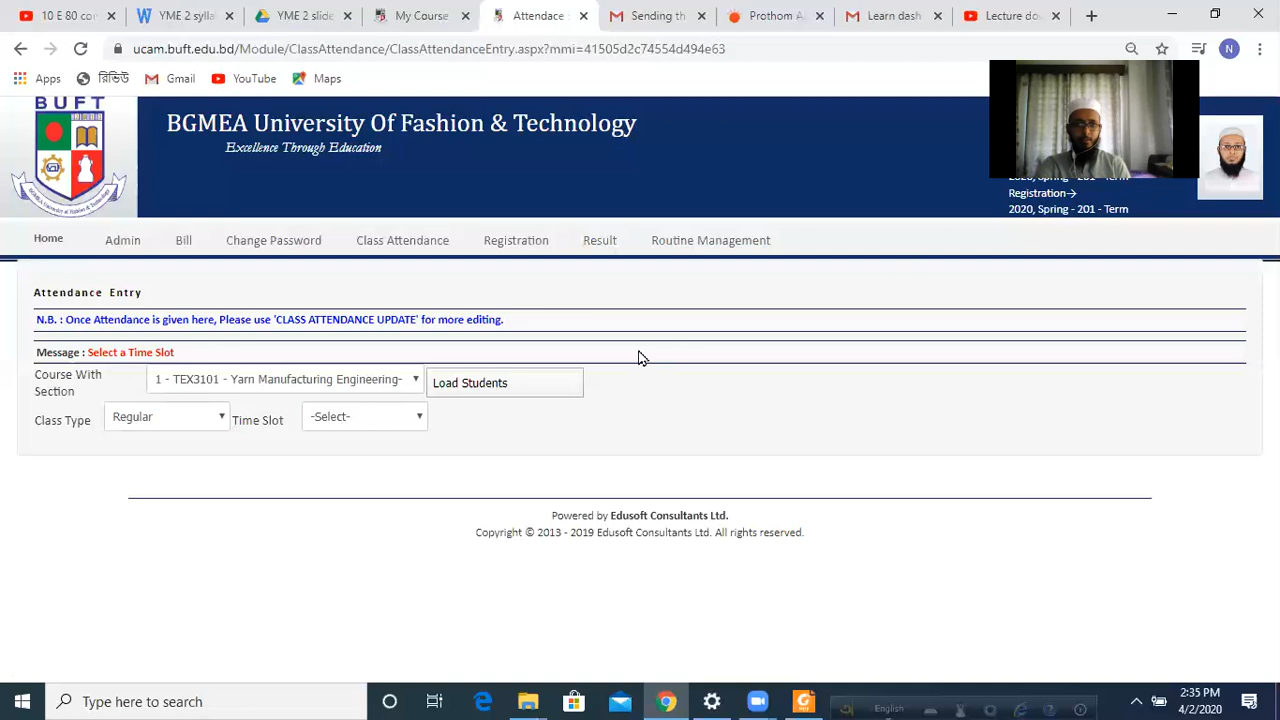 10 E 80 co
YME 2 sylla
YME 2 slide
My Course
Attendace
Sending th
Prothom A
Learn dash
Lecture do
ucam.buft.edu.bd/Module/ClassAttendance/ClassAttendanceEntry.aspx?mmi=41505d2c74554d494e63
N
Apps
রিভিউ
Gmail
YouTube
Maps
BUFT
BGMEA University Of Fashion & Technology
Excellence Through Education
2020, Spring - 201 - Term
Registration->
2020, Spring - 201 - Term
Home Admin Bill Change Password Class Attendance Registration Result Routine Management
Attendance Entry
N.B. : Once Attendance is given here, Please use 'CLASS ATTENDANCE UPDATE' for more editing.
Message : Select a Time Slot
Course With Section
1 - TEX3101 - Yarn Manufacturing Engineering-
Load Students
Class Type
Regular
Time Slot
-Select-
Powered by Edusoft Consultants Ltd.
Copyright © 2013 - 2019 Edusoft Consultants Ltd. All rights reserved.
Type here to search
English
2:35 PM
4/2/2020